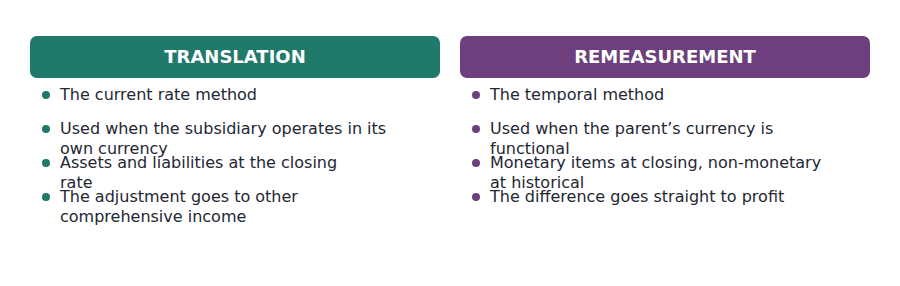 TRANSLATION
The current rate method
Used when the subsidiary operates in its
own currency
Assets and liabilities at the closing
rate
The adjustment goes to other
comprehensive income
REMEASUREMENT
The temporal method
Used when the parent’s currency is
functional
Monetary items at closing, non-monetary
at historical
The difference goes straight to profit